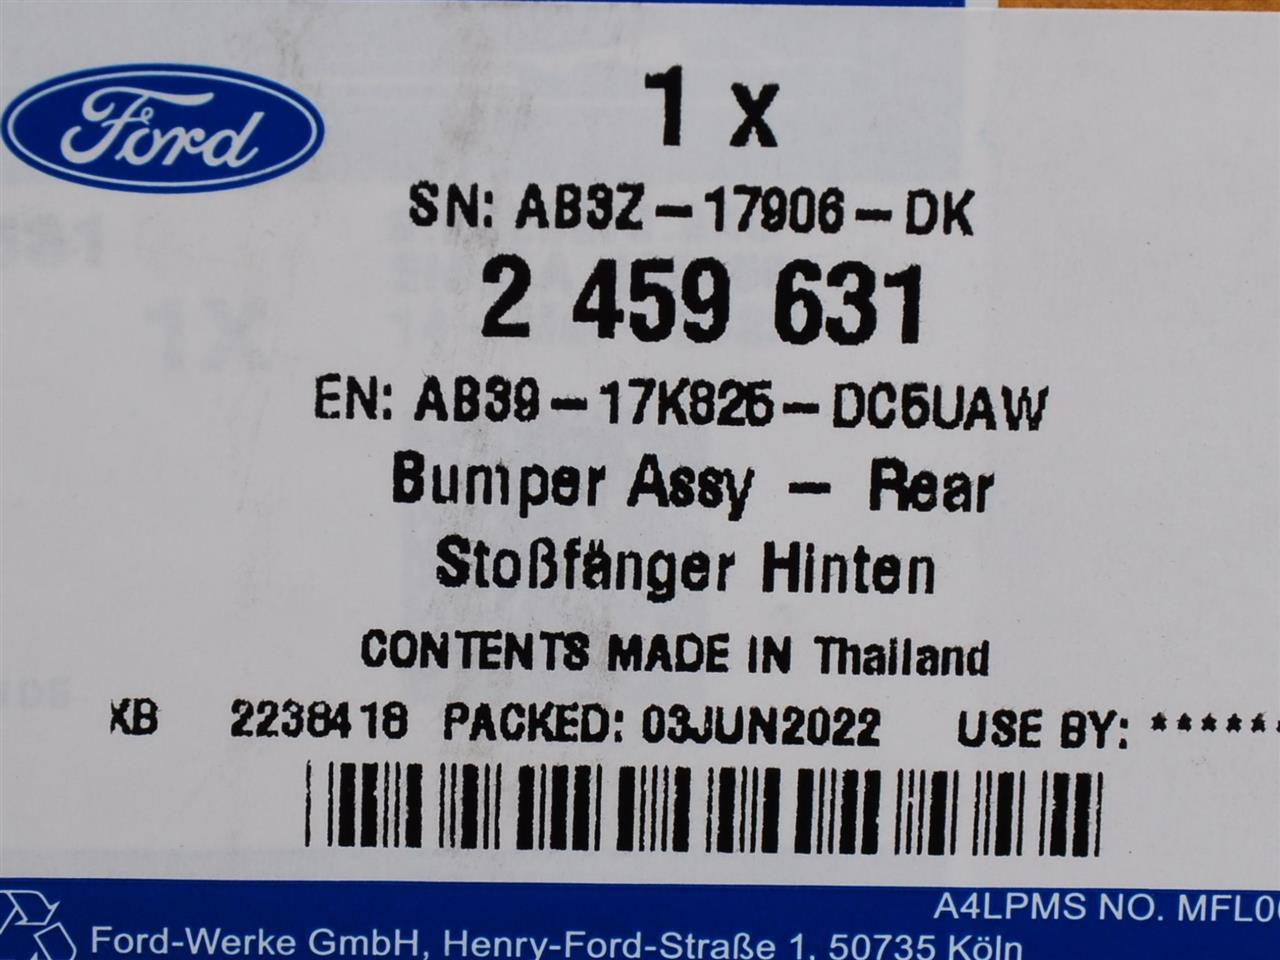 Ford
1 x
SN: AB3Z-17906-DK
2 459 631
EN: AB39-17K825-DC5UAW
Bumper Assy - Rear
Stoßfänger Hinten
CONTENTS MADE IN Thailand
XB 2238418 PACKED: 03JUN2022 USE BY: ******
A4LPMS NO. MFL00
Ford-Werke GmbH, Henry-Ford-Straße 1, 50735 Köln